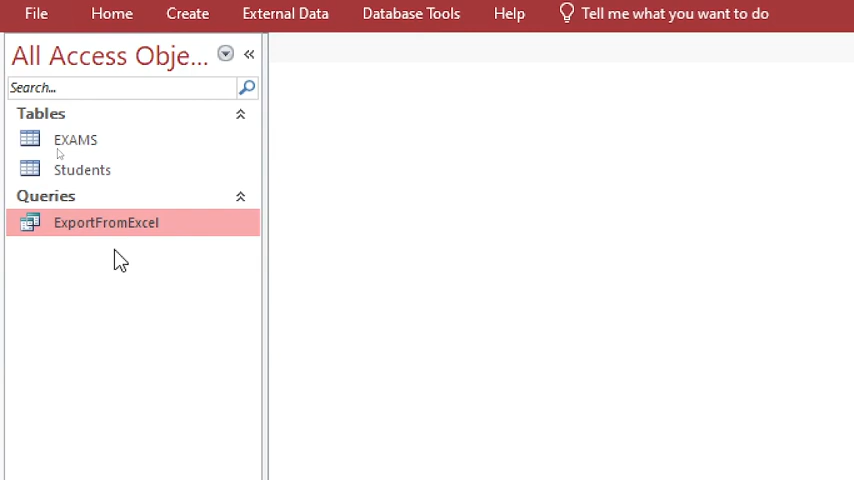 File Home Create External Data Database Tools Help Tell me what you want to do
All Access Obje...
Search...
Tables
EXAMS
Students
Queries
ExportFromExcel